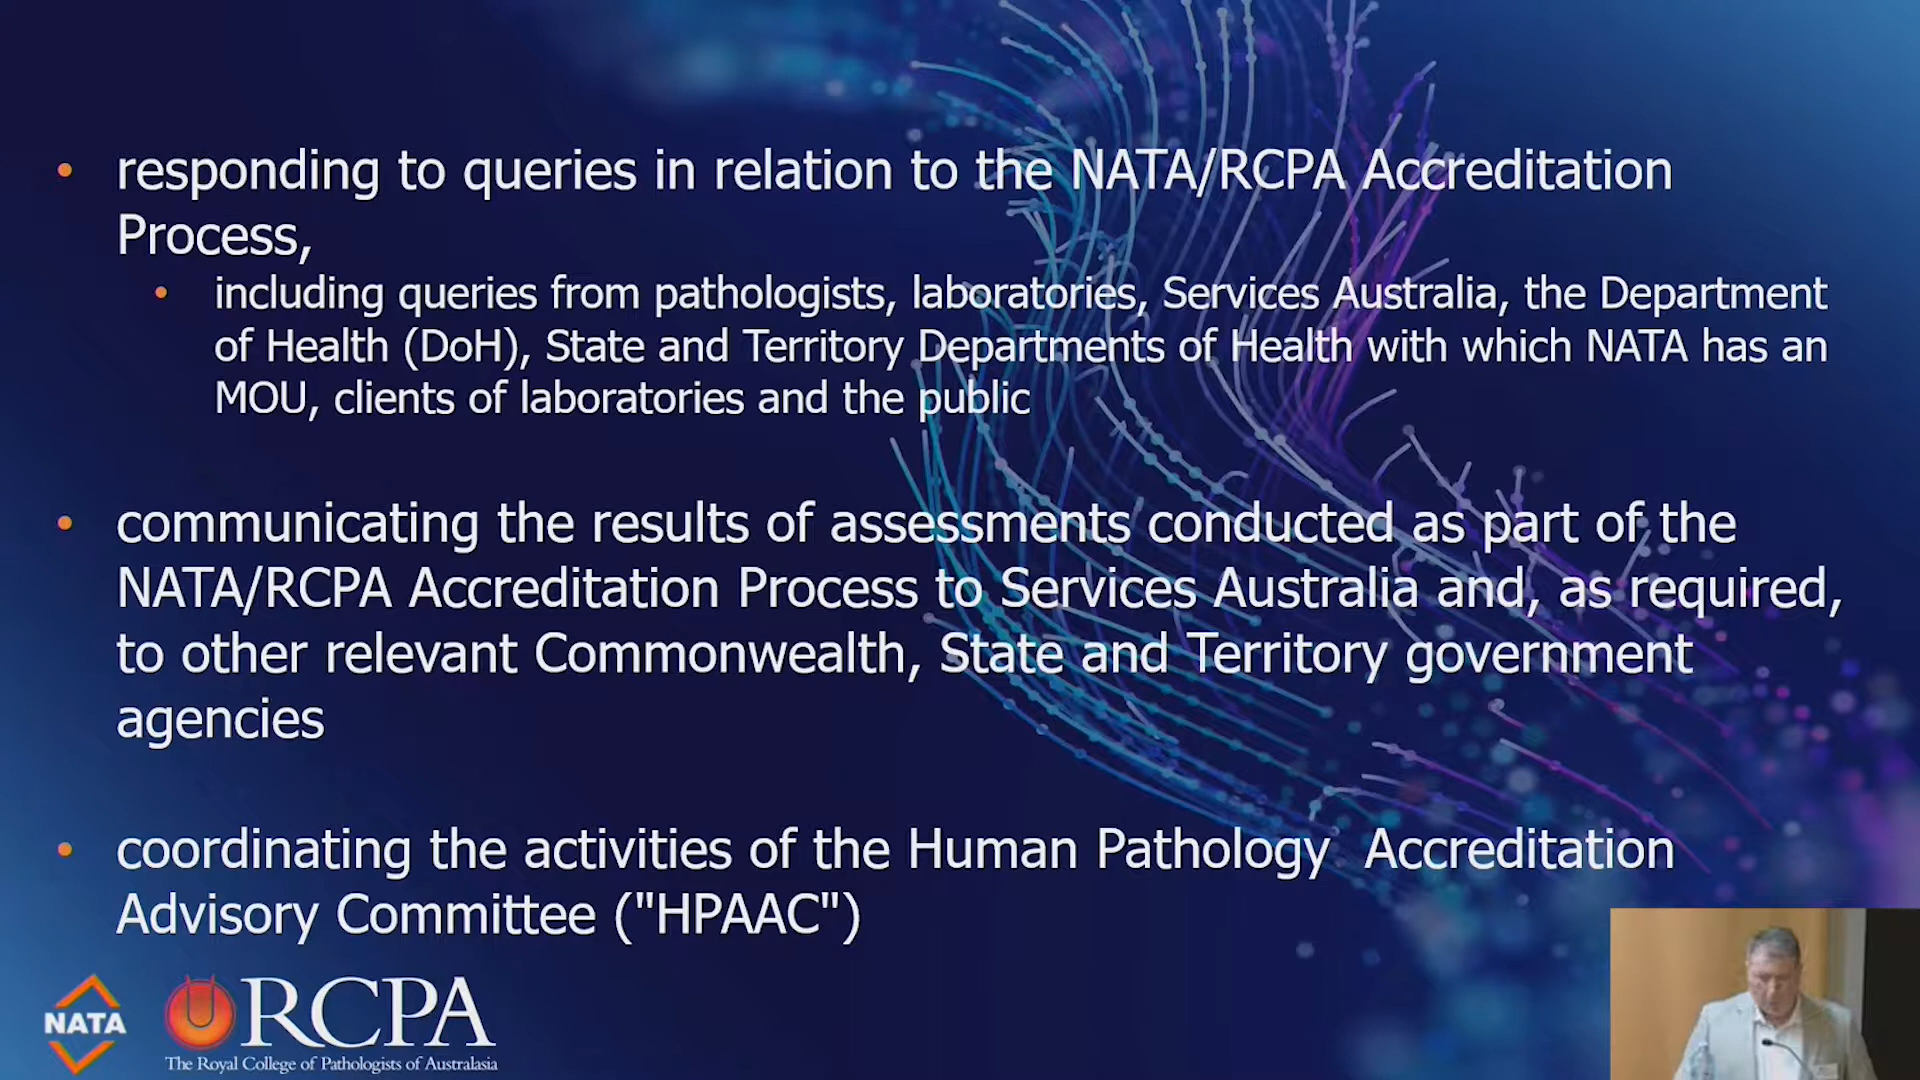 • responding to queries in relation to the NATA/RCPA Accreditation
Process,
• including queries from pathologists, laboratories, Services Australia, the Department
of Health (DoH), State and Territory Departments of Health with which NATA has an
MOU, clients of laboratories and the public
• communicating the results of assessments conducted as part of the
NATA/RCPA Accreditation Process to Services Australia and, as required,
to other relevant Commonwealth, State and Territory government
agencies
• coordinating the activities of the Human Pathology  Accreditation
Advisory Committee ("HPAAC")
NATA
RCPA
The Royal College of Pathologists of Australasia